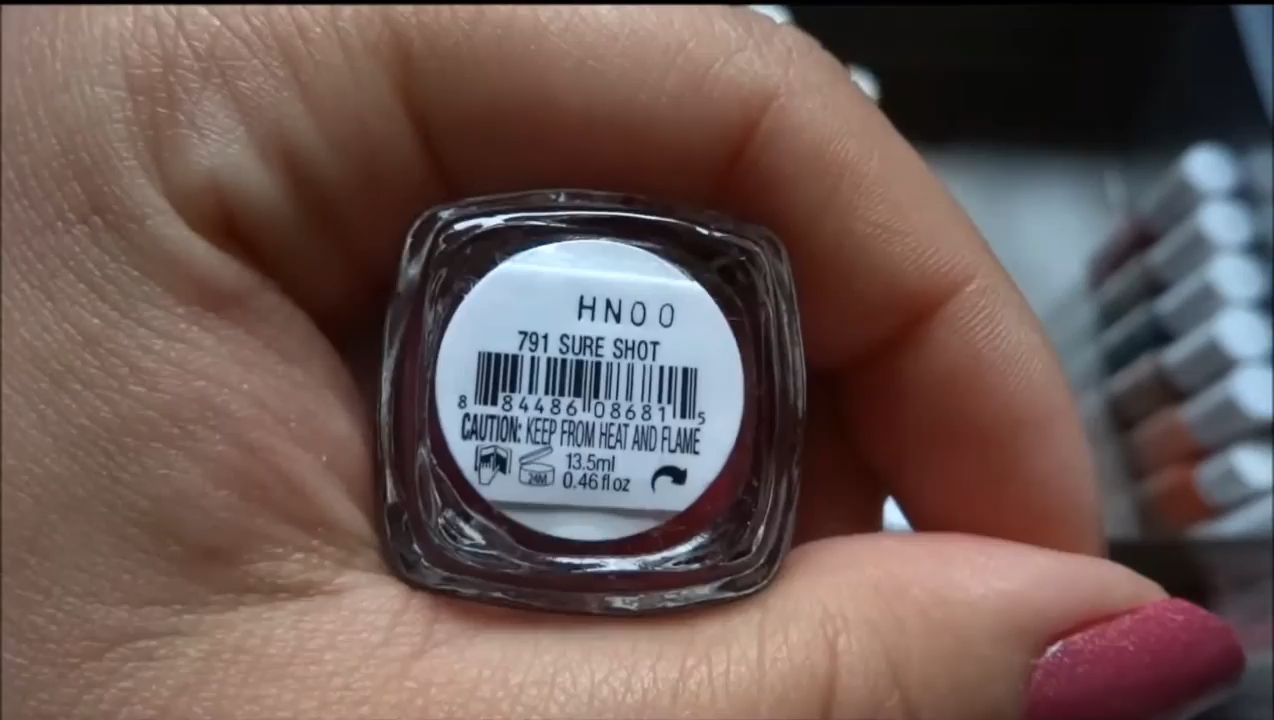 HN00
791 SURE SHOT
8 84486 08681 5
CAUTION: KEEP FROM HEAT AND FLAME
24M
13.5ml
0.46 fl oz